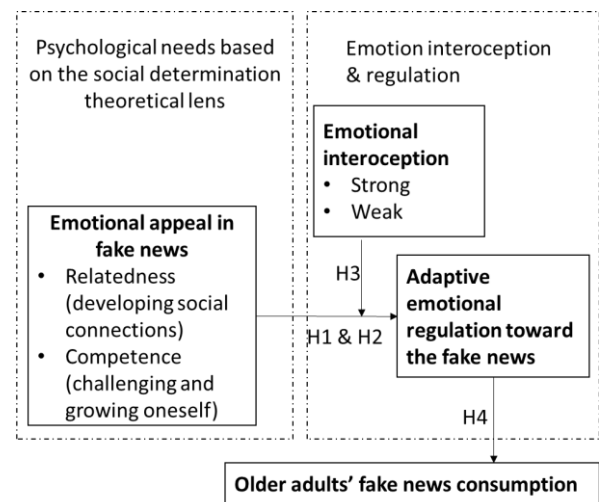 Psychological needs based
on the social determination
theoretical lens
Emotion interoception
& regulation
Emotional
interoception
• Strong
• Weak
Emotional appeal in
fake news
• Relatedness
(developing social
connections)
• Competence
(challenging and
growing oneself)
H3
H1 & H2
Adaptive
emotional
regulation toward
the fake news
H4
Older adults’ fake news consumption